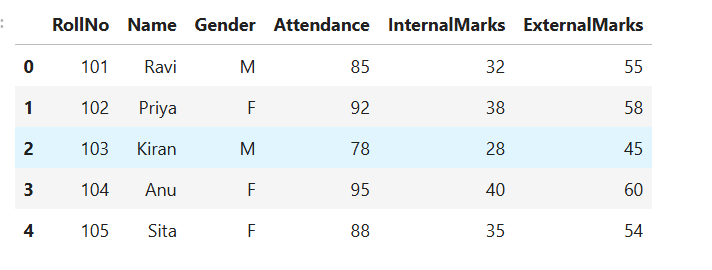 RollNo Name Gender Attendance InternalMarks ExternalMarks
0 101 Ravi M 85 32 55
1 102 Priya F 92 38 58
2 103 Kiran M 78 28 45
3 104 Anu F 95 40 60
4 105 Sita F 88 35 54